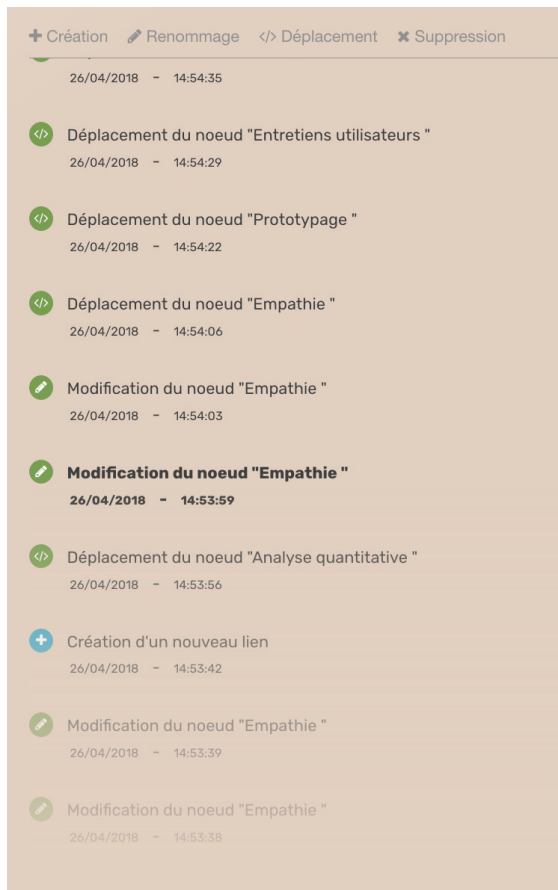 Création Renommage </> Déplacement Suppression
26/04/2018 - 14:54:35
Déplacement du noeud "Entretiens utilisateurs "
26/04/2018 - 14:54:29
Déplacement du noeud "Prototypage "
26/04/2018 - 14:54:22
Déplacement du noeud "Empathie "
26/04/2018 - 14:54:06
Modification du noeud "Empathie "
26/04/2018 - 14:54:03
Modification du noeud "Empathie "
26/04/2018 - 14:53:59
Déplacement du noeud "Analyse quantitative "
26/04/2018 - 14:53:56
Création d'un nouveau lien
26/04/2018 - 14:53:42
Modification du noeud "Empathie "
26/04/2018 - 14:53:39
Modification du noeud "Empathie "
26/04/2018 - 14:53:38